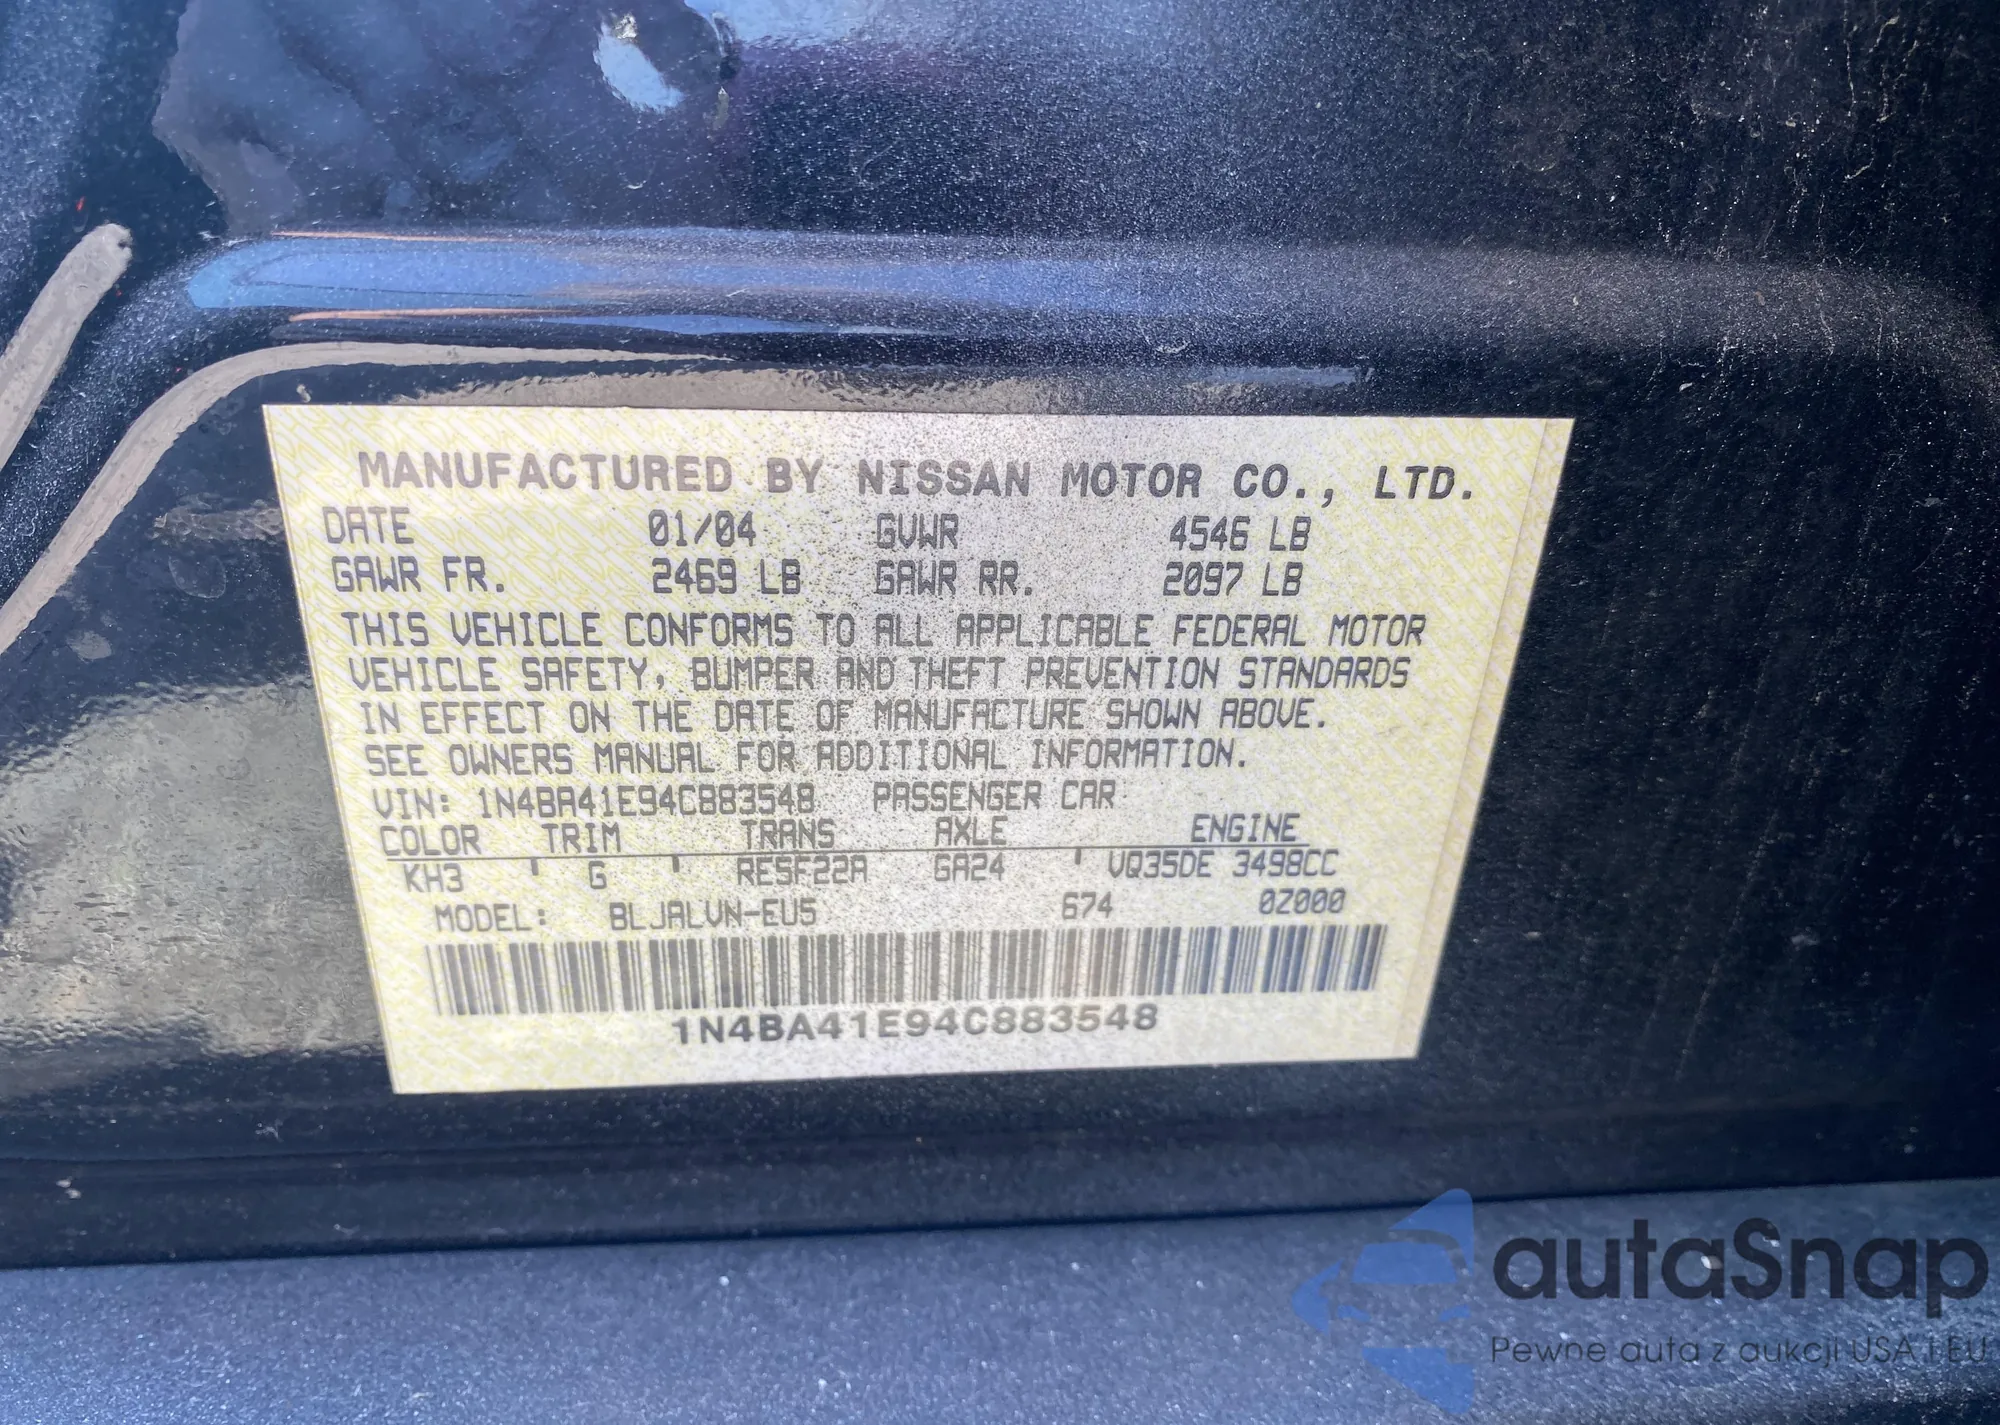 MANUFACTURED BY NISSAN MOTOR CO., LTD.
DATE 01/04 GVWR 4546 LB
GAWR FR. 2469 LB GAWR RR. 2097 LB
THIS VEHICLE CONFORMS TO ALL APPLICABLE FEDERAL MOTOR
VEHICLE SAFETY, BUMPER AND THEFT PREVENTION STANDARDS
IN EFFECT ON THE DATE OF MANUFACTURE SHOWN ABOVE.
SEE OWNERS MANUAL FOR ADDITIONAL INFORMATION.
VIN: 1N4BA41E94C883548 PASSENGER CAR
COLOR TRIM TRANS AXLE ENGINE
KH3 ' G ' RE5F22A GA24 ' VQ35DE 3498CC
MODEL: BLJALVN-EU5 674 0Z000
1N4BA41E94C883548
autaSnap
Pewne auta z aukcji USA i EU